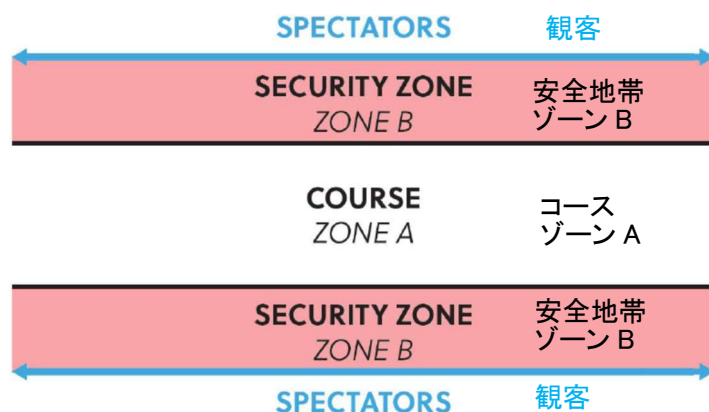 SPECTATORS 観客
SECURITY ZONE 安全地帯
ZONE B ゾーン B
COURSE コース
ZONE A ゾーン A
SECURITY ZONE 安全地帯
ZONE B ゾーン B
SPECTATORS 観客